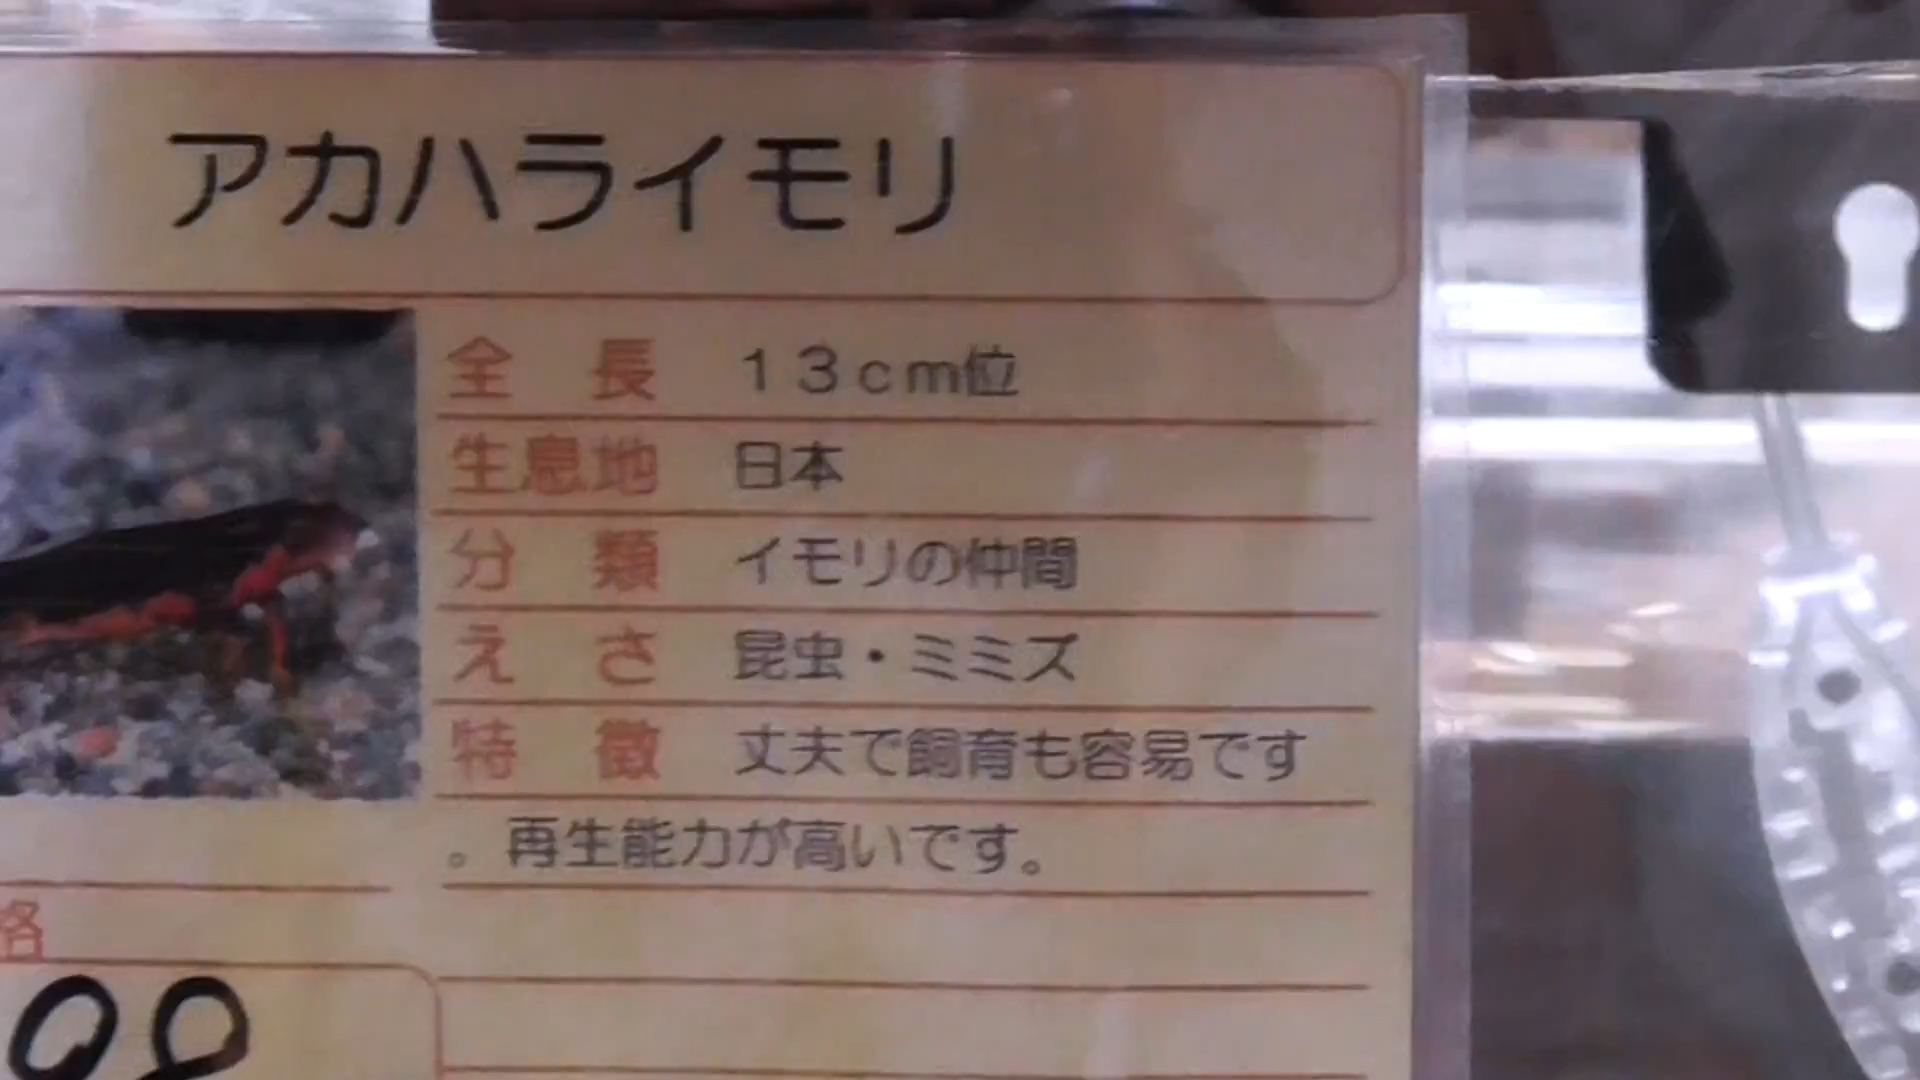 アカハライモリ
全長 13cm位
生息地 日本
分類 イモリの仲間
えさ 昆虫・ミミズ
特徴 丈夫で飼育も容易です
。再生能力が高いです。
格